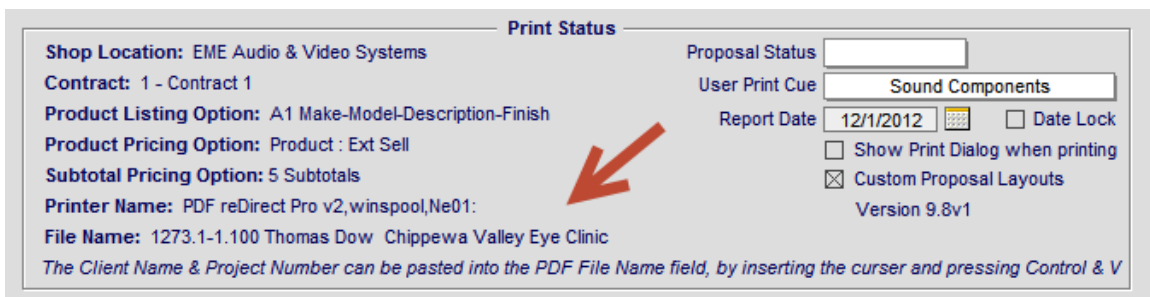 Print Status
Shop Location: EME Audio & Video Systems
Proposal Status
Contract: 1 - Contract 1
User Print Cue Sound Components
Product Listing Option: A1 Make-Model-Description-Finish
Report Date 12/1/2012 Date Lock
Product Pricing Option: Product : Ext Sell
Show Print Dialog when printing
Subtotal Pricing Option: 5 Subtotals
Custom Proposal Layouts
Printer Name: PDF reDirect Pro v2,winspool,Ne01:
Version 9.8v1
File Name: 1273.1-1.100 Thomas Dow Chippewa Valley Eye Clinic
The Client Name & Project Number can be pasted into the PDF File Name field, by inserting the curser and pressing Control & V